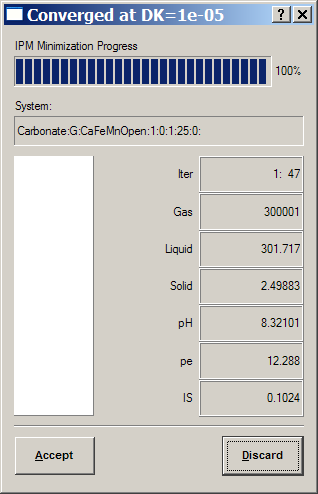 Converged at DK=1e-05
IPM Minimization Progress
100%
System:
Carbonate:G:CaFeMnOpen:1:0:1:25:0:
Iter 1: 47
Gas 300001
Liquid 301.717
Solid 2.49883
pH 8.32101
pe 12.288
IS 0.1024
Accept Discard